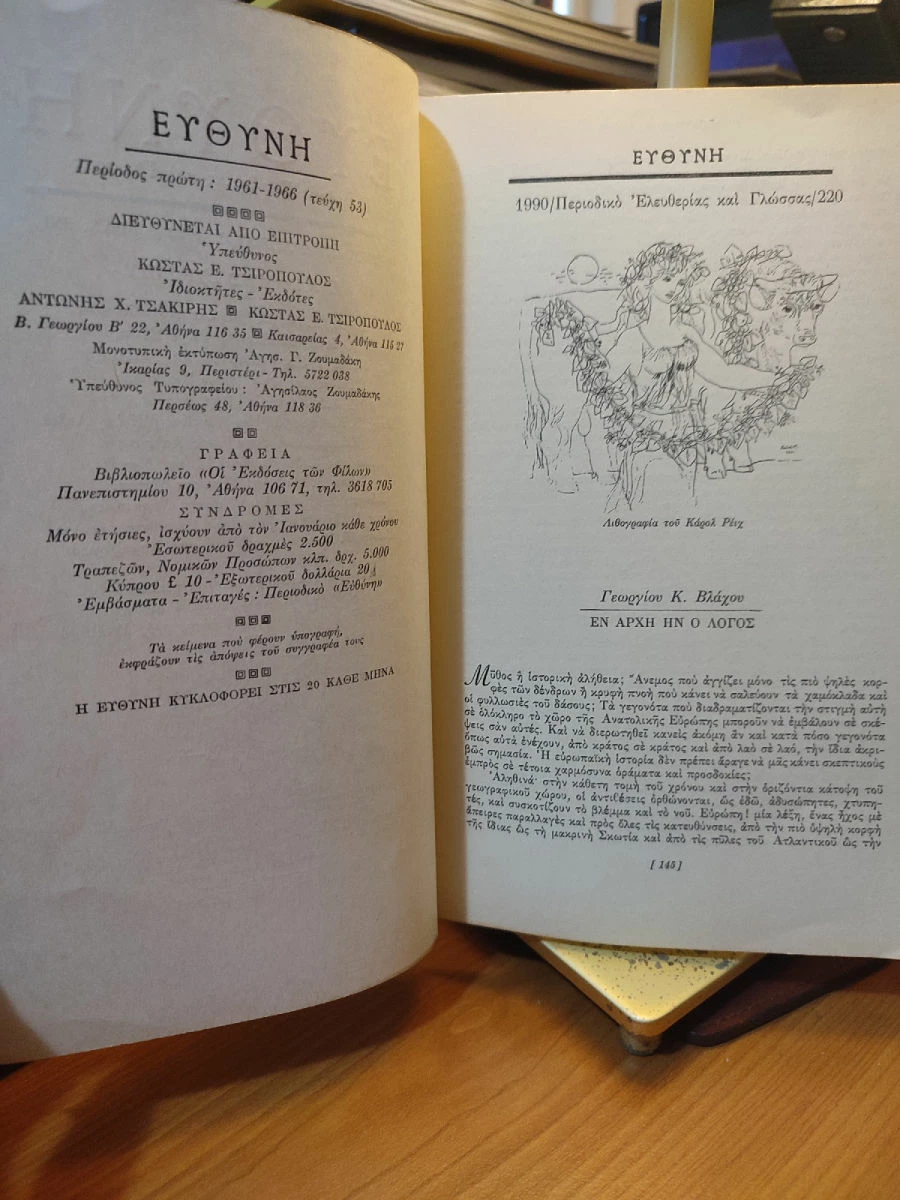 ΕΥΘΥΝΗ
Περίοδος πρώτη: 1961-1966 (τεύχη 53)
ΔΙΕΥΘΥΝΕΤΑΙ ΑΠΟ ΕΠΙΤΡΟΠΗ
Ὑπεύθυνος
ΚΩΣΤΑΣ Ε. ΤΣΙΡΟΠΟΥΛΟΣ
Ἰδιοκτῆτες - Ἐκδότες
ΑΝΤΩΝΗΣ Χ. ΤΣΑΚΙΡΗΣ ΚΩΣΤΑΣ Ε. ΤΣΙΡΟΠΟΥΛΟΣ
Β. Γεωργίου Β' 22, Ἀθήνα 116 35 Καισαρείας 4, Ἀθήνα 115 27
Μονοτυπικὴ ἐκτύπωση Ἀγησ. Γ. Ζουμαδάκη
Ἰκαρίας 9, Περιστέρι - Τηλ. 5722 038
Ὑπεύθυνος Τυπογραφείου: Ἀγησίλαος Ζουμαδάκης
Περσέως 48, Ἀθήνα 118 36
ΓΡΑΦΕΙΑ
Βιβλιοπωλεῖο «Οἱ Ἐκδόσεις τῶν Φίλων»
Πανεπιστημίου 10, Ἀθήνα 106 71, τηλ. 3618 705
ΣΥΝΔΡΟΜΕΣ
Μόνο ἐτήσιες, ἰσχύουν ἀπὸ τὸν Ἰανουάριο κάθε χρόνου
Ἐσωτερικοῦ δραχμὲς 2.500
Τραπεζῶν, Νομικῶν Προσώπων κλπ. δρχ. 5.000
Κύπρου £ 10 - Ἐξωτερικοῦ δολλάρια 20
Ἐμβάσματα - Ἐπιταγές: Περιοδικὸ «Εὐθύνη»
Τὰ κείμενα ποὺ φέρουν ὑπογραφή,
ἐκφράζουν τὶς ἀπόψεις τοῦ συγγραφέα τους
Η ΕΥΘΥΝΗ ΚΥΚΛΟΦΟΡΕΙ ΣΤΙΣ 20 ΚΑΘΕ ΜΗΝΑ
ΕΥΘΥΝΗ
1990/Περιοδικὸ Ἐλευθερίας καὶ Γλώσσας/220
Λιθογραφία τοῦ Κάρολ Ρέιχ
Γεωργίου Κ. Βλάχου
ΕΝ ΑΡΧΗ ΗΝ Ο ΛΟΓΟΣ
Μῦθος ἢ ἱστορικὴ ἀλήθεια; Ἄνεμος ποὺ ἀγγίζει μόνο τὶς πιὸ ψηλὲς κορ-
φὲς τῶν δένδρων ἢ κρυφὴ πνοὴ ποὺ κάνει νὰ σαλεύουν τὰ χαμόκλαδα καὶ
οἱ φυλλωσιὲς τοῦ δάσους; Τὰ γεγονότα ποὺ διαδραματίζονται τὴν στιγμὴ αὐτὴ
σὲ ὁλόκληρο τὸ χῶρο τῆς Ἀνατολικῆς Εὐρώπης μποροῦν νὰ ἐμβάλουν σὲ σκέ-
ψεις σὰν αὐτές. Καὶ νὰ διερωτηθεῖ κανεὶς ἀκόμη ἂν καὶ κατὰ πόσο γεγονότα
ὅπως αὐτὰ ἐνέχουν, ἀπὸ κράτος σὲ κράτος καὶ ἀπὸ λαὸ σὲ λαό, τὴν ἴδια ἀκρι-
βῶς σημασία. Ἡ εὐρωπαϊκὴ ἱστορία δὲν πρέπει ἄραγε νὰ μᾶς κάνει σκεπτικοὺς
ἐμπρὸς σὲ τέτοια χαρμόσυνα ὁράματα καὶ προσδοκίες;
Ἀληθινά· στὴν κάθετη τομὴ τοῦ χρόνου καὶ στὴν ὁριζόντια κάτοψη τοῦ
γεωγραφικοῦ χώρου, οἱ ἀντιθέσεις ὀρθώνονται, ὣς ἐδῶ, ἀδυσώπητες, χτυπη-
τές, καὶ συσκοτίζουν τὸ βλέμμα καὶ τὸ νοῦ. Εὐρώπη! μία λέξη, ἕνας ἦχος μὲ
ἄπειρες παραλλαγὲς καὶ πρὸς ὅλες τὶς κατευθύνσεις, ἀπὸ τὴν πιὸ ὑψηλὴ κορφὴ
τῆς ἴδιας ὣς τὴ μακρινὴ Σκωτία καὶ ἀπὸ τὶς πύλες τοῦ Ἀτλαντικοῦ ὣς τὴν
[ 145 ]